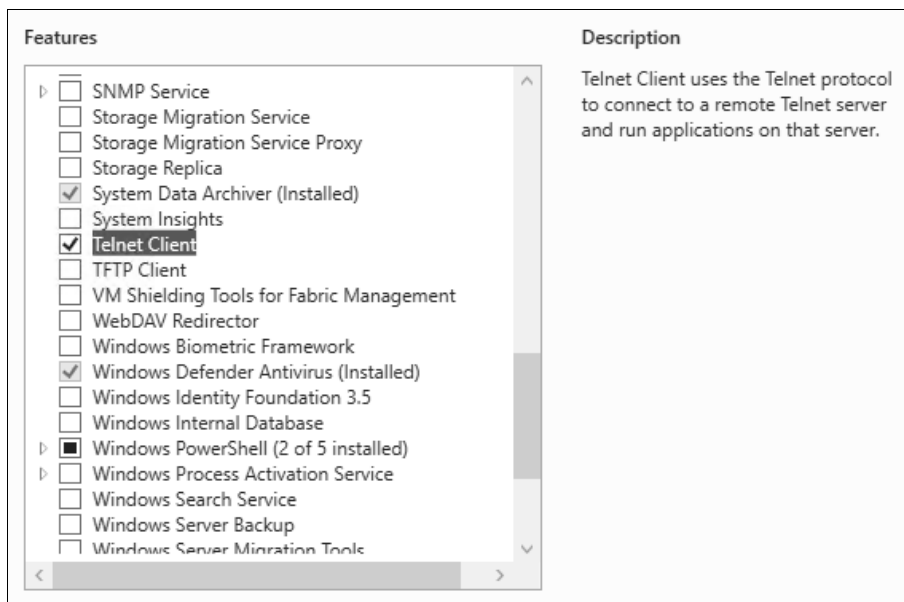 Features
Description
SNMP Service
Storage Migration Service
Storage Migration Service Proxy
Storage Replica
System Data Archiver (Installed)
System Insights
Telnet Client
TFTP Client
VM Shielding Tools for Fabric Management
WebDAV Redirector
Windows Biometric Framework
Windows Defender Antivirus (Installed)
Windows Identity Foundation 3.5
Windows Internal Database
Windows PowerShell (2 of 5 installed)
Windows Process Activation Service
Windows Search Service
Windows Server Backup
Windows Server Migration Tools
Telnet Client uses the Telnet protocol
to connect to a remote Telnet server
and run applications on that server.